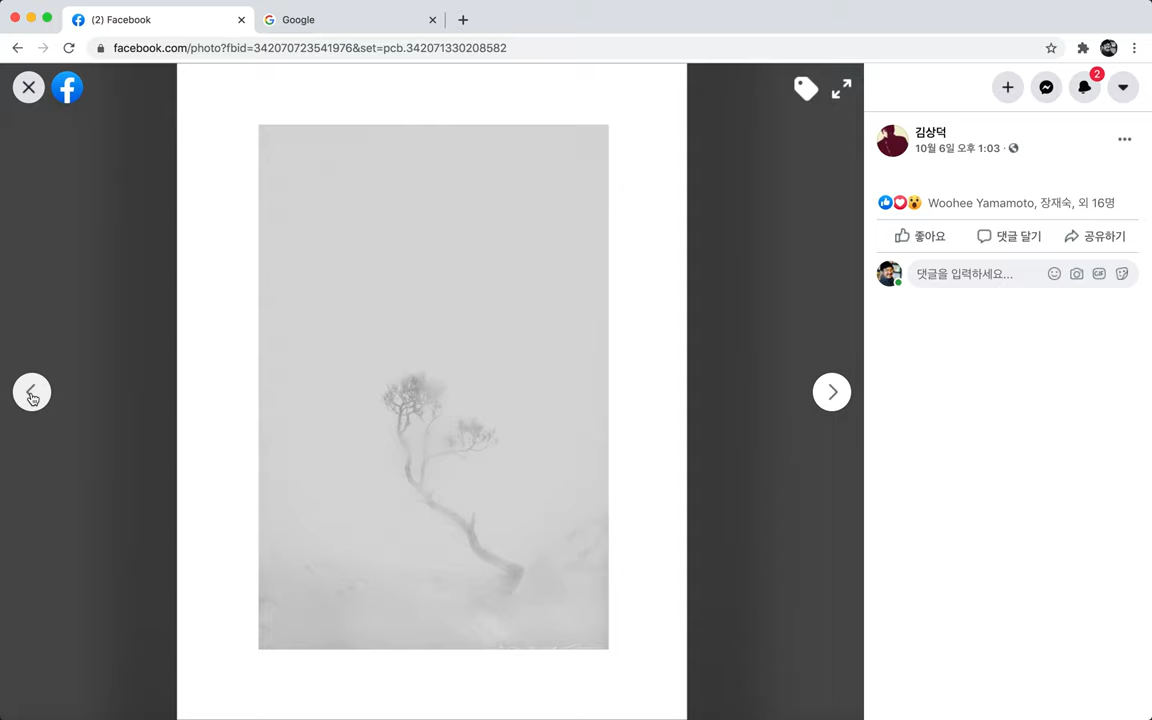 (2) Facebook
Google
facebook.com/photo?fbid=342070723541976&set=pcb.342071330208582
2
김상덕
10월 6일 오후 1:03 ·
Woohee Yamamoto, 장재숙, 외 16명
좋아요 댓글 달기 공유하기
댓글을 입력하세요...
GIF